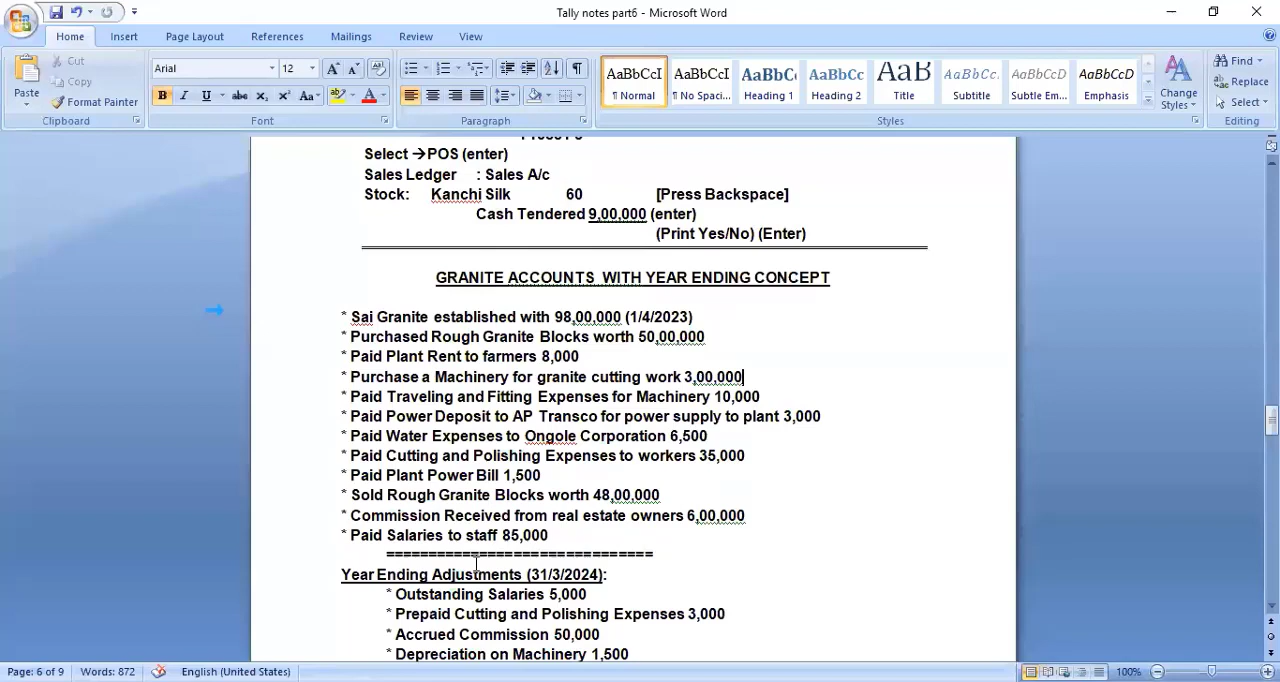 Tally notes part6 - Microsoft Word
Home Insert Page Layout References Mailings Review View
Cut
Copy
Format Painter
Paste
Arial 12
Clipboard Font Paragraph Styles Editing
AaBbCcI AaBbCcI AaBbC AaBbCc AaB AaBbCc. AaBbCcD AaBbCcD
¶ Normal ¶ No Spaci... Heading 1 Heading 2 Title Subtitle Subtle Em... Emphasis
Change Styles
Find
Replace
Select
Select →POS (enter)
Sales Ledger : Sales A/c
Stock: Kanchi Silk 60 [Press Backspace]
Cash Tendered 9,00,000 (enter)
(Print Yes/No) (Enter)
GRANITE ACCOUNTS WITH YEAR ENDING CONCEPT
* Sai Granite established with 98,00,000 (1/4/2023)
* Purchased Rough Granite Blocks worth 50,00,000
* Paid Plant Rent to farmers 8,000
* Purchase a Machinery for granite cutting work 3,00,000
* Paid Traveling and Fitting Expenses for Machinery 10,000
* Paid Power Deposit to AP Transco for power supply to plant 3,000
* Paid Water Expenses to Ongole Corporation 6,500
* Paid Cutting and Polishing Expenses to workers 35,000
* Paid Plant Power Bill 1,500
* Sold Rough Granite Blocks worth 48,00,000
* Commission Received from real estate owners 6,00,000
* Paid Salaries to staff 85,000
================================
Year Ending Adjustments (31/3/2024):
* Outstanding Salaries 5,000
* Prepaid Cutting and Polishing Expenses 3,000
* Accrued Commission 50,000
* Depreciation on Machinery 1,500
Page: 6 of 9 Words: 872 English (United States) 100%